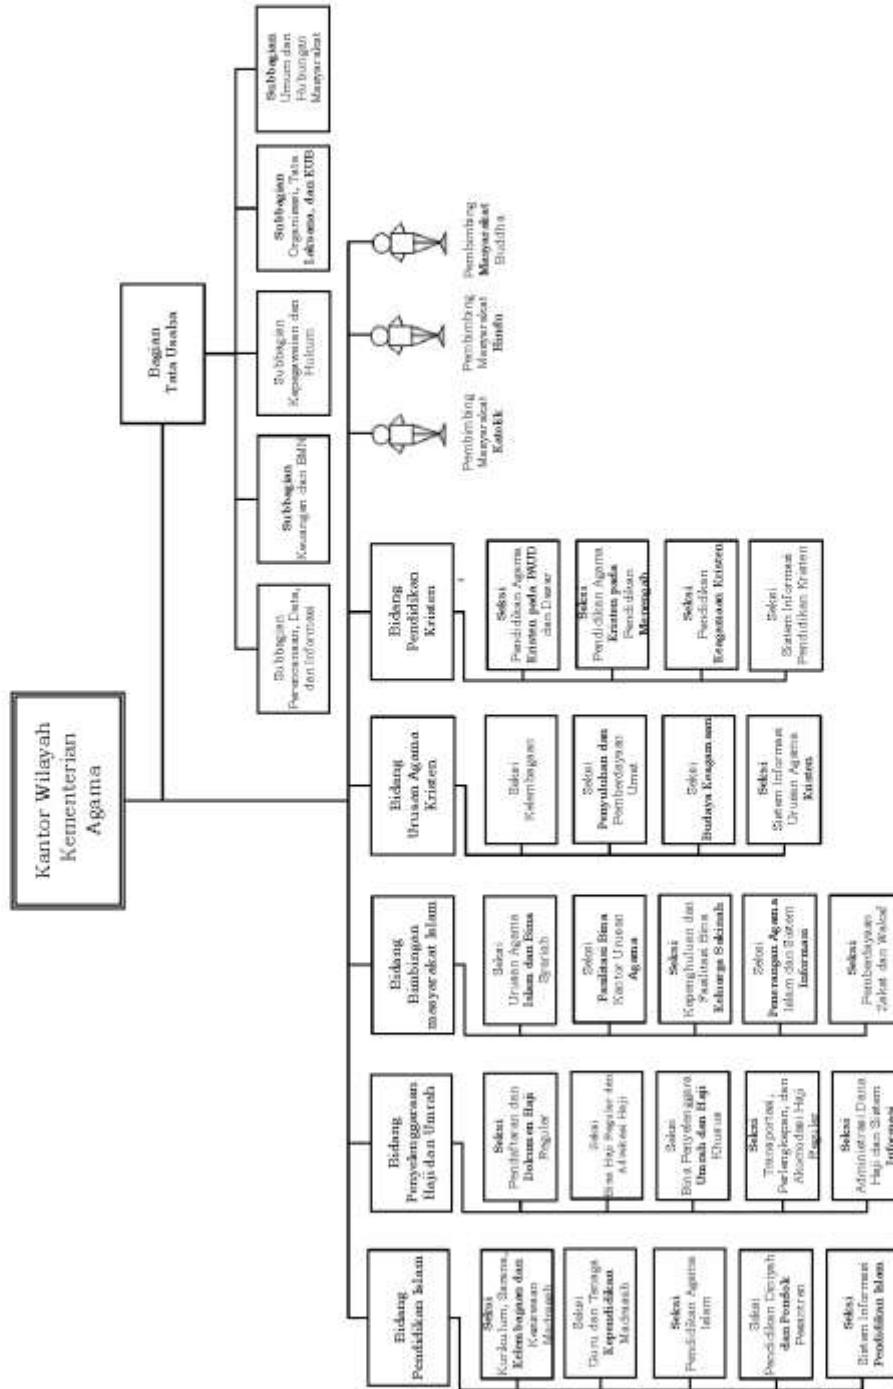 Kantor Wilayah
Kementerian
Agama
Bagian
Tata Usaha
Subbagian
Perencanaan, Data,
dan Informasi
Subbagian
Keuangan dan BMN
Subbagian
Kepegawaian dan
Hukum
Subbagian
Organisasi, Tata
Laksana, dan KUB
Subbagian
Umum dan
Hubungan
Masyarakat
Bidang
Pendidikan Islam
Seksi
Kurikulum, Sarana,
Kelembagaan dan
Kesiswaan
Madrasah
Seksi
Guru dan Tenaga
Kependidikan
Madrasah
Seksi
Pendidikan Agama
Islam
Seksi
Pendidikan Diniyah
dan Pondok
Pesantren
Seksi
Sistem Informasi
Pendidikan Islam
Bidang
Penyelenggaraan
Haji dan Umrah
Seksi
Pendaftaran dan
Dokumen Haji
Reguler
Seksi
Bina Haji Reguler dan
Advokasi Haji
Seksi
Bina Penyelenggara
Umrah dan Haji
Khusus
Seksi
Transportasi,
Perlengkapan, dan
Akomodasi Haji
Reguler
Seksi
Administrasi Dana
Haji dan Sistem
Informasi
Bidang
Bimbingan
masyarakat Islam
Seksi
Urusan Agama
Islam dan Bina
Syariah
Seksi
Fasilitasi Bina
Kantor Urusan
Agama
Seksi
Kepenghuluan dan
Fasilitasi Bina
Keluarga Sakinah
Seksi
Penerangan Agama
Islam dan Sistem
Informasi
Seksi
Pemberdayaan
Zakat dan Wakaf
Bidang
Urusan Agama
Kristen
Seksi
Kelembagaan
Seksi
Penyuluhan dan
Pemberdayaan
Umat
Seksi
Budaya Keagamaan
Seksi
Sistem Informasi
Urusan Agama
Kristen
Bidang
Pendidikan
Kristen
Seksi
Pendidikan Agama
Kristen pada PAUD
dan Dasar
Seksi
Pendidikan Agama
Kristen pada
Pendidikan
Menengah
Seksi
Pendidikan
Keagamaan Kristen
Seksi
Sistem Informasi
Pendidikan Kristen
Pembimbing
Masyarakat
Katolik
Pembimbing
Masyarakat
Hindu
Pembimbing
Masyarakat
Buddha